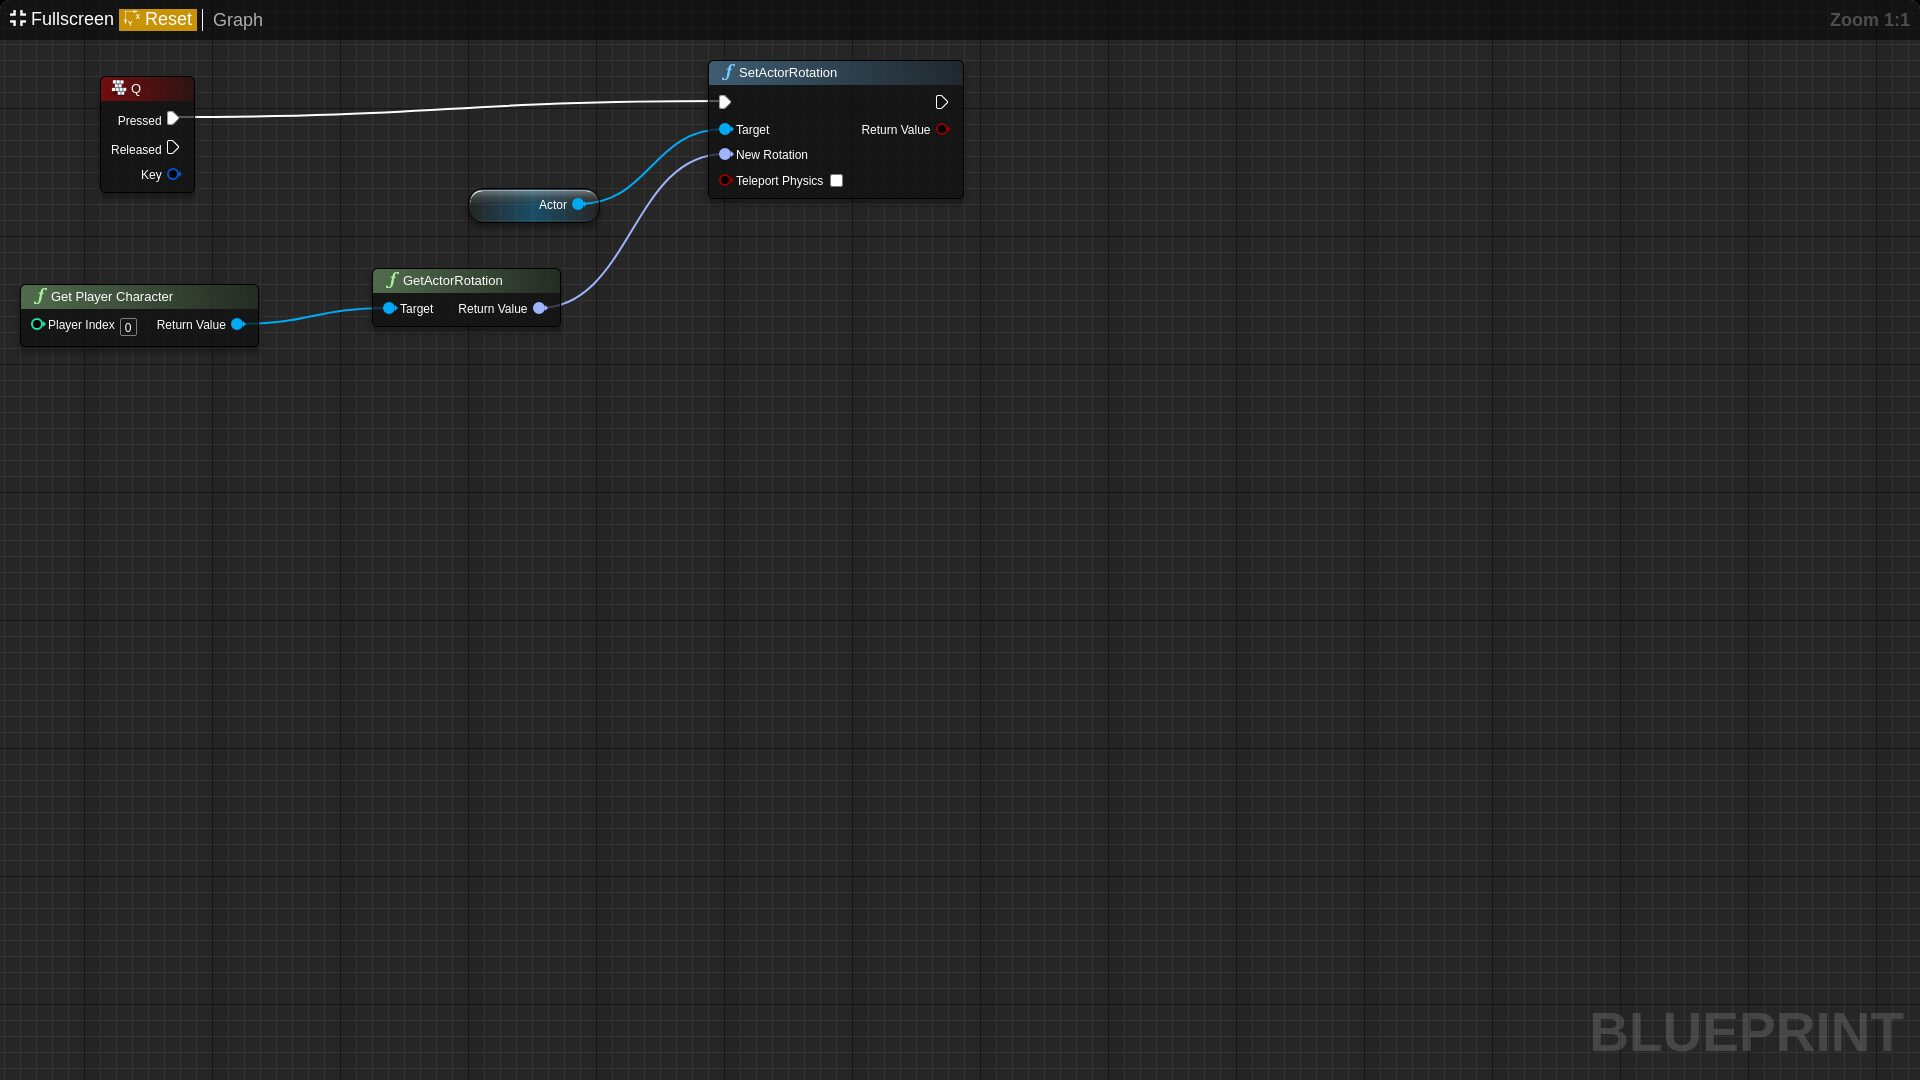 Fullscreen Reset Graph
Zoom 1:1
Q
Pressed
Released
Key
SetActorRotation
Target Return Value
New Rotation
Teleport Physics
Actor
GetActorRotation
Target Return Value
Get Player Character
Player Index 0 Return Value
BLUEPRINT